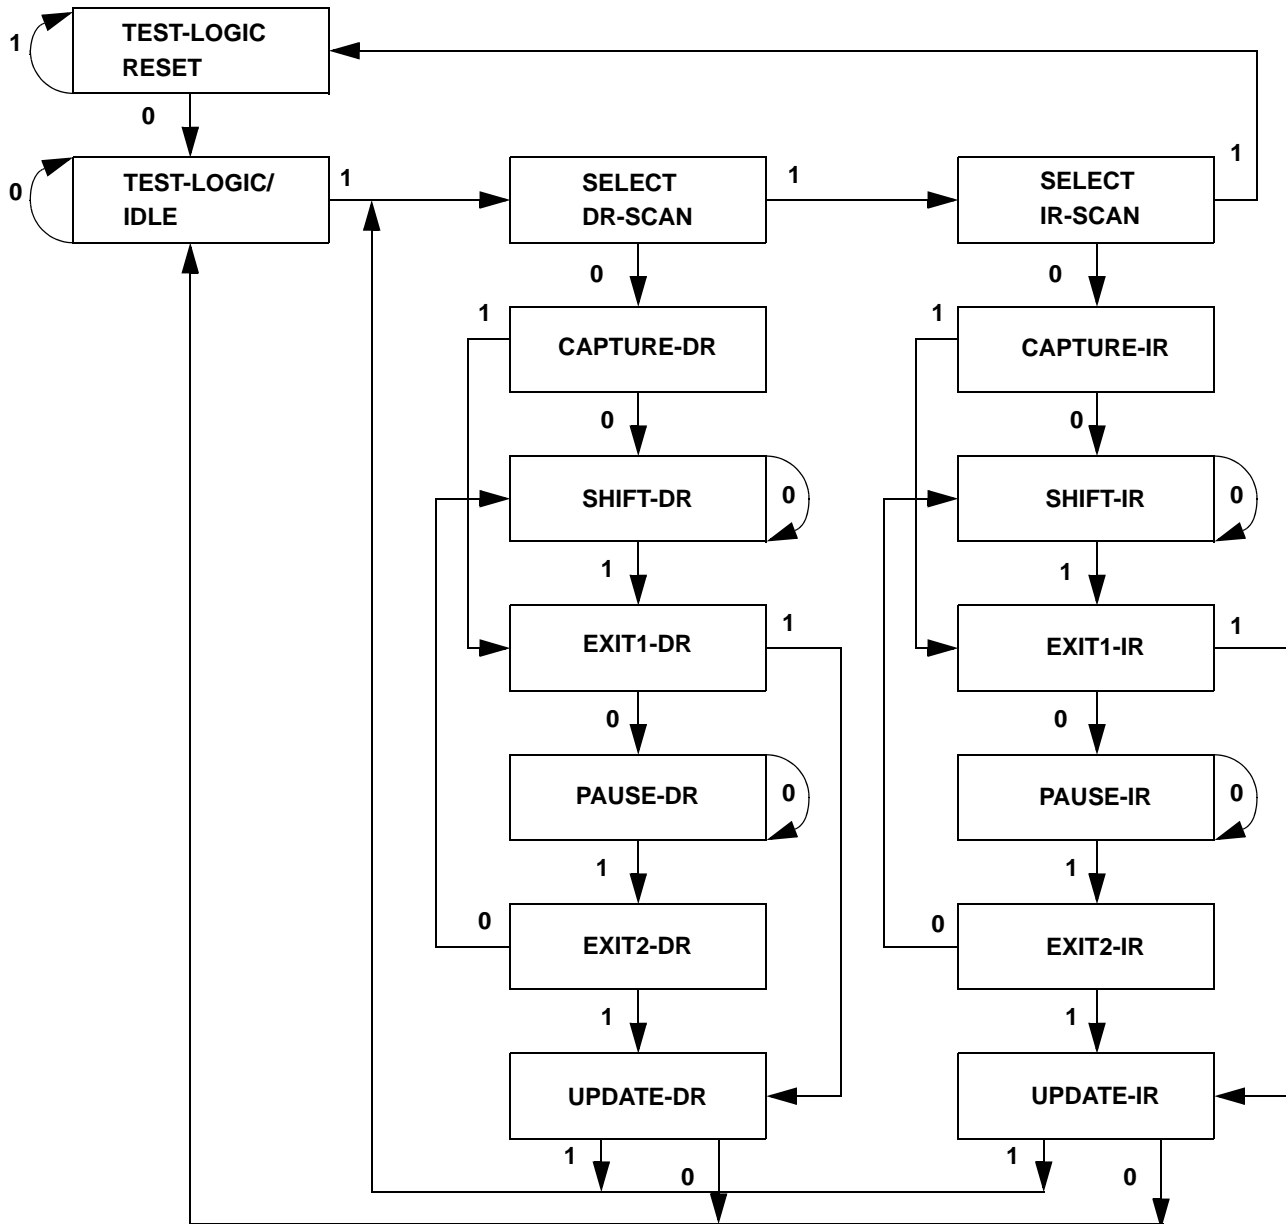 1
TEST-LOGIC
RESET
0
0
TEST-LOGIC/
IDLE
1
SELECT
DR-SCAN
1
SELECT
IR-SCAN
1
0
0
1
CAPTURE-DR
1
CAPTURE-IR
0
0
SHIFT-DR
0
SHIFT-IR
0
1
1
EXIT1-DR
1
EXIT1-IR
1
0
0
PAUSE-DR
0
PAUSE-IR
0
1
1
0
EXIT2-DR
0
EXIT2-IR
1
1
UPDATE-DR
UPDATE-IR
1
0
1
0